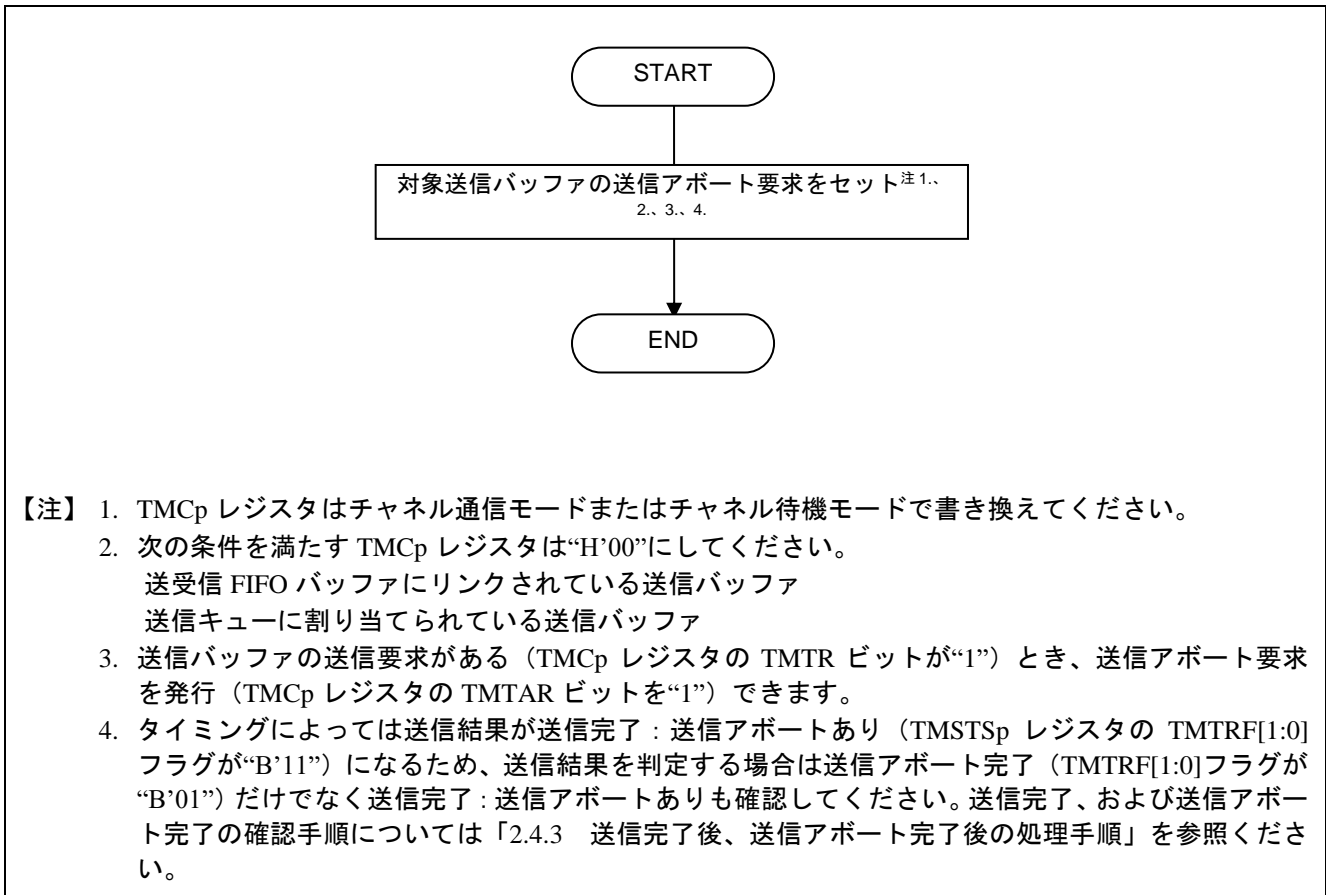 START
対象送信バッファの送信アボート要求をセット注 1.、
2.、3.、4.
END
【注】 1. TMCp レジスタはチャネル通信モードまたはチャネル待機モードで書き換えてください。
2. 次の条件を満たす TMCp レジスタは“H’00”にしてください。
送受信 FIFO バッファにリンクされている送信バッファ
送信キューに割り当てられている送信バッファ
3. 送信バッファの送信要求がある（TMCp レジスタの TMTR ビットが“1”）とき、送信アボート要求
を発行（TMCp レジスタの TMTAR ビットを“1”）できます。
4. タイミングによっては送信結果が送信完了：送信アボートあり（TMSTSp レジスタの TMTRF[1:0]
フラグが“B’11”）になるため、送信結果を判定する場合は送信アボート完了（TMTRF[1:0]フラグが
“B’01”）だけでなく送信完了：送信アボートありも確認してください。送信完了、および送信アボー
ト完了の確認手順については「2.4.3 送信完了後、送信アボート完了後の処理手順」を参照くださ
い。